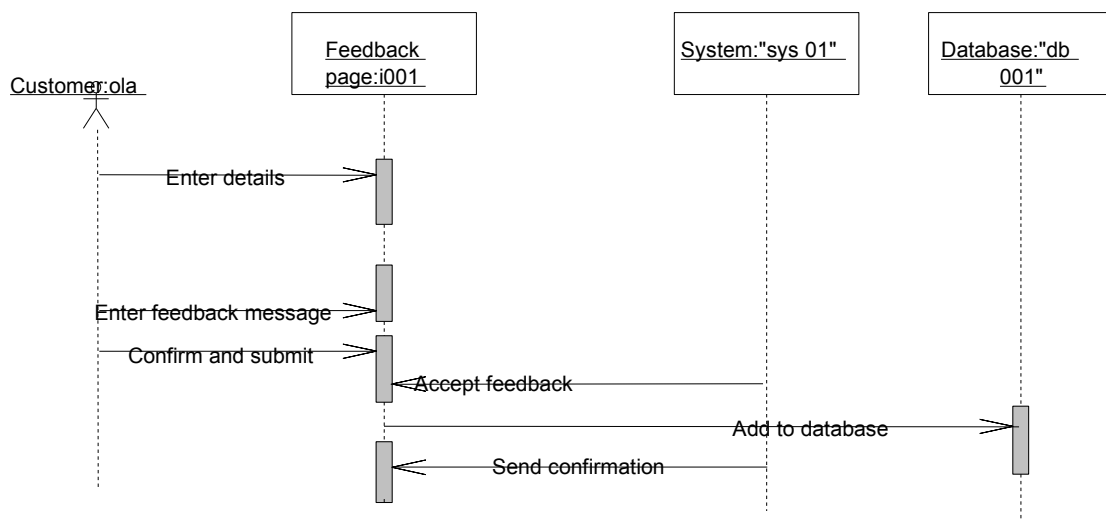 Feedback
page:i001
System:"sys 01"
Database:"db
001"
Customer:ola
Enter details
Enter feedback message
Confirm and submit
Accept feedback
Add to database
Send confirmation